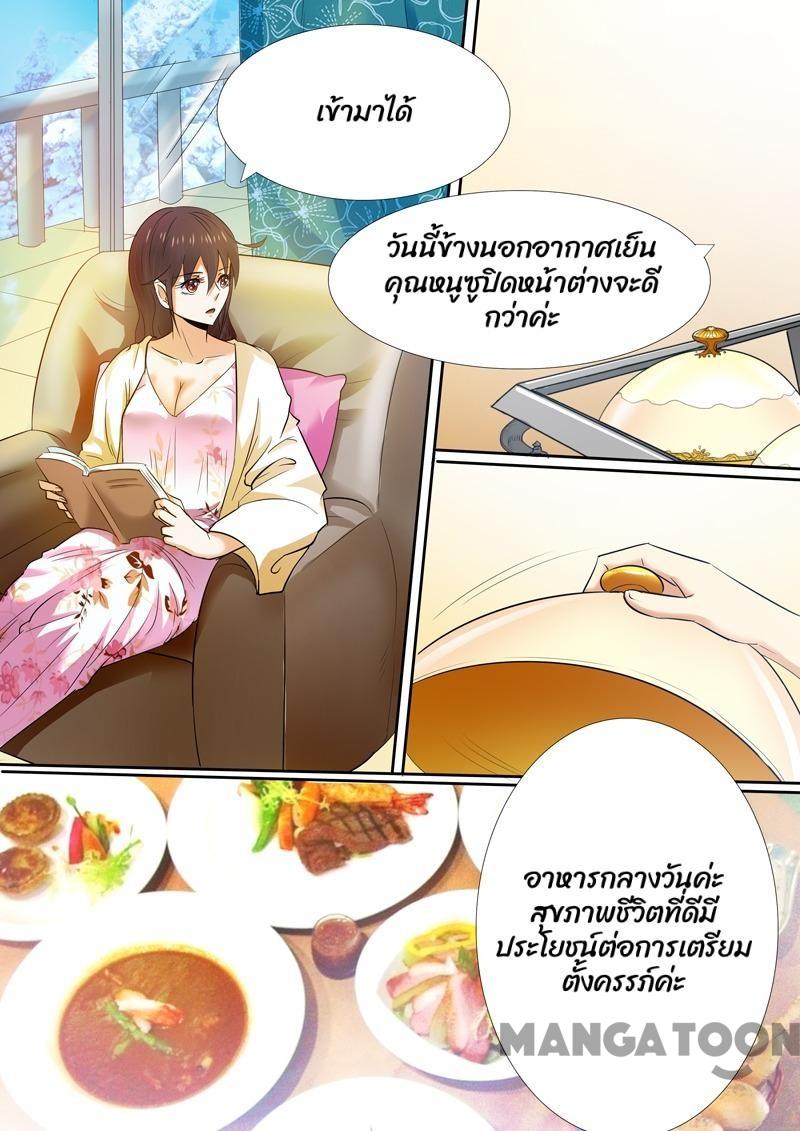 เข้ามาได้
วันนี้ข้างนอกอากาศเย็น
คุณหนูซูปิดหน้าต่างจะดี
กว่าค่ะ
อาหารกลางวันค่ะ
สุขภาพชีวิตที่ดีมี
ประโยชน์ต่อการเตรียม
ตั้งครรภ์ค่ะ
MANGATOON